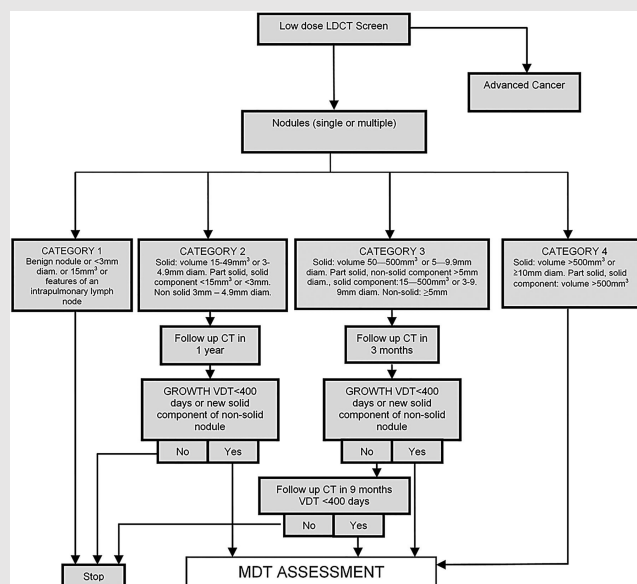 Low dose LDCT Screen
Advanced Cancer
Nodules (single or multiple)
CATEGORY 1
Benign nodule or <3mm
diam. or 15mm³ or
features of an
intrapulmonary lymph
node
CATEGORY 2
Solid: volume 15-49mm³ or 3-
4.9mm diam. Part solid, solid
component <15mm³ or <3mm.
Non solid 3mm – 4.9mm diam.
CATEGORY 3
Solid: volume 50—500mm³ or 5—9.9mm
diam. Part solid, non-solid component >5mm
diam., solid component:15—500mm³ or 3-9.
9mm diam. Non-solid: ≥5mm
CATEGORY 4
Solid: volume >500mm³ or
≥10mm diam. Part solid, solid
component: volume >500mm³
Follow up CT in
1 year
Follow up CT in
3 months
GROWTH VDT<400
days or new solid
component of non-solid
nodule
No Yes
GROWTH VDT<400
days or new solid
component of non-solid
nodule
No Yes
Follow up CT in 9 months
VDT <400 days
No Yes
Stop
MDT ASSESSMENT